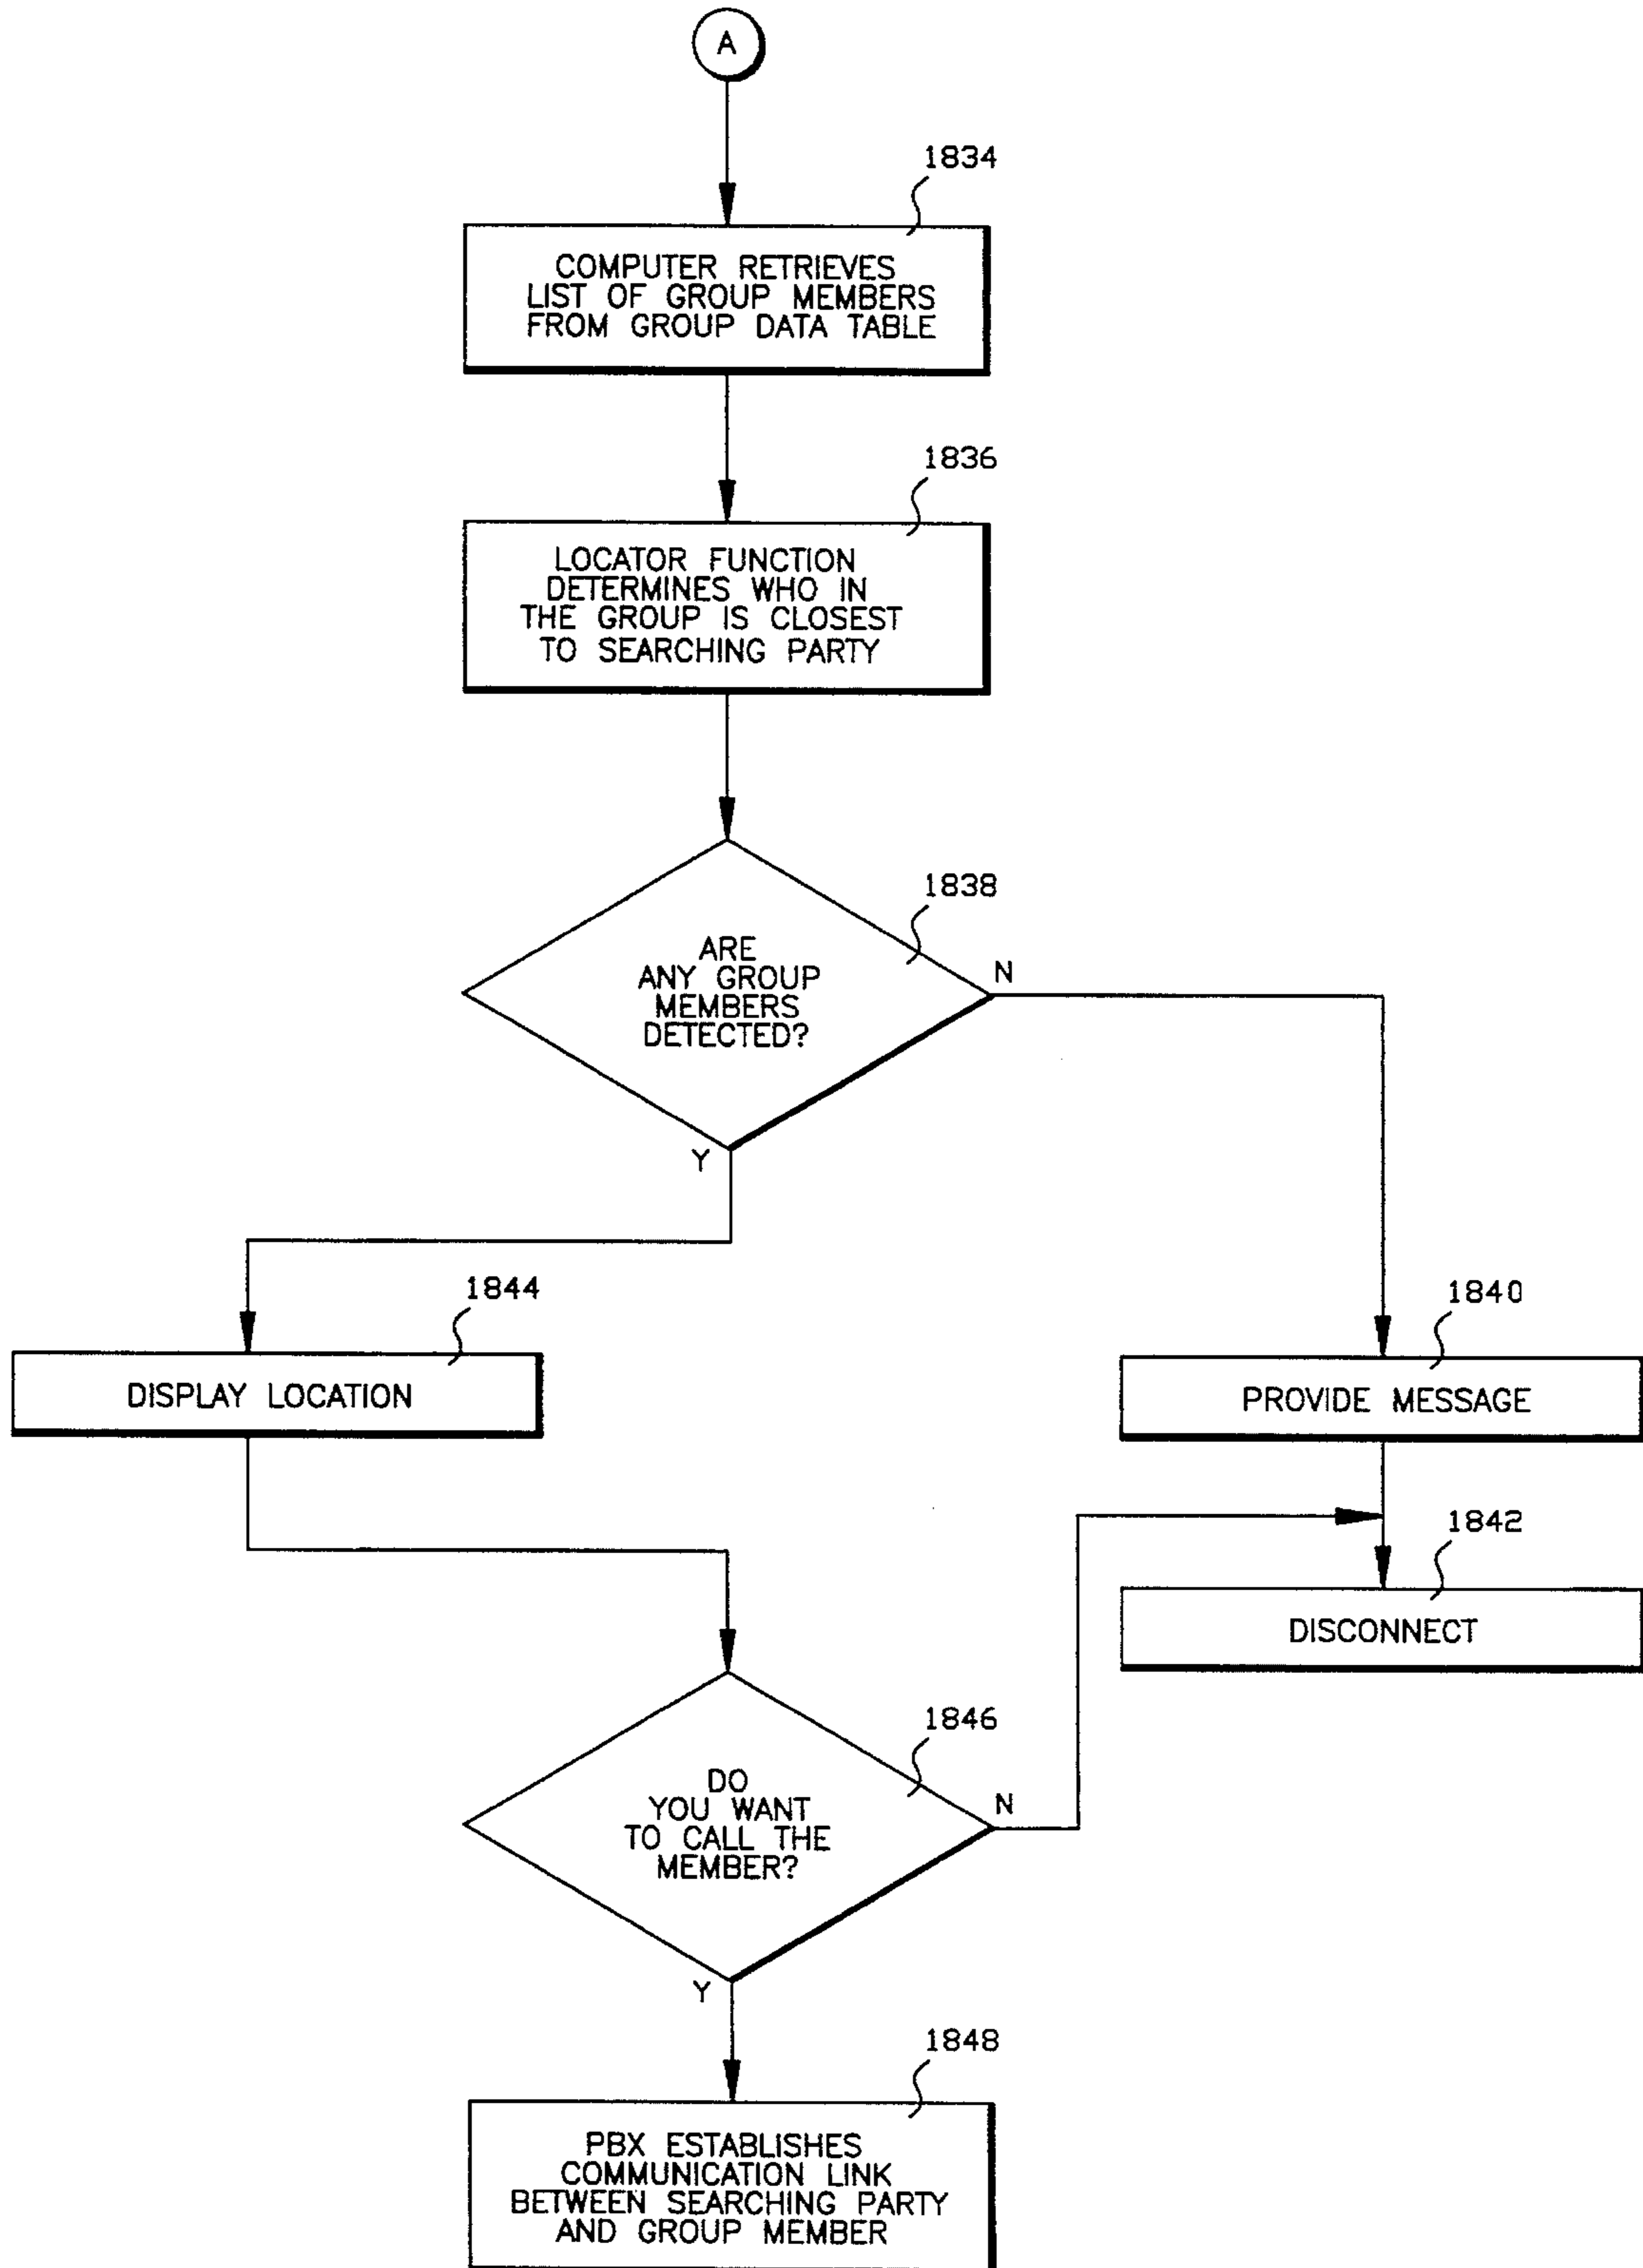 A
1834
COMPUTER RETRIEVES
LIST OF GROUP MEMBERS
FROM GROUP DATA TABLE
1836
LOCATOR FUNCTION
DETERMINES WHO IN
THE GROUP IS CLOSEST
TO SEARCHING PARTY
1838
ARE
ANY GROUP
MEMBERS
DETECTED?
N
Y
1844
DISPLAY LOCATION
1840
PROVIDE MESSAGE
1842
DISCONNECT
1846
DO
YOU WANT
TO CALL THE
MEMBER?
N
Y
1848
PBX ESTABLISHES
COMMUNICATION LINK
BETWEEN SEARCHING PARTY
AND GROUP MEMBER